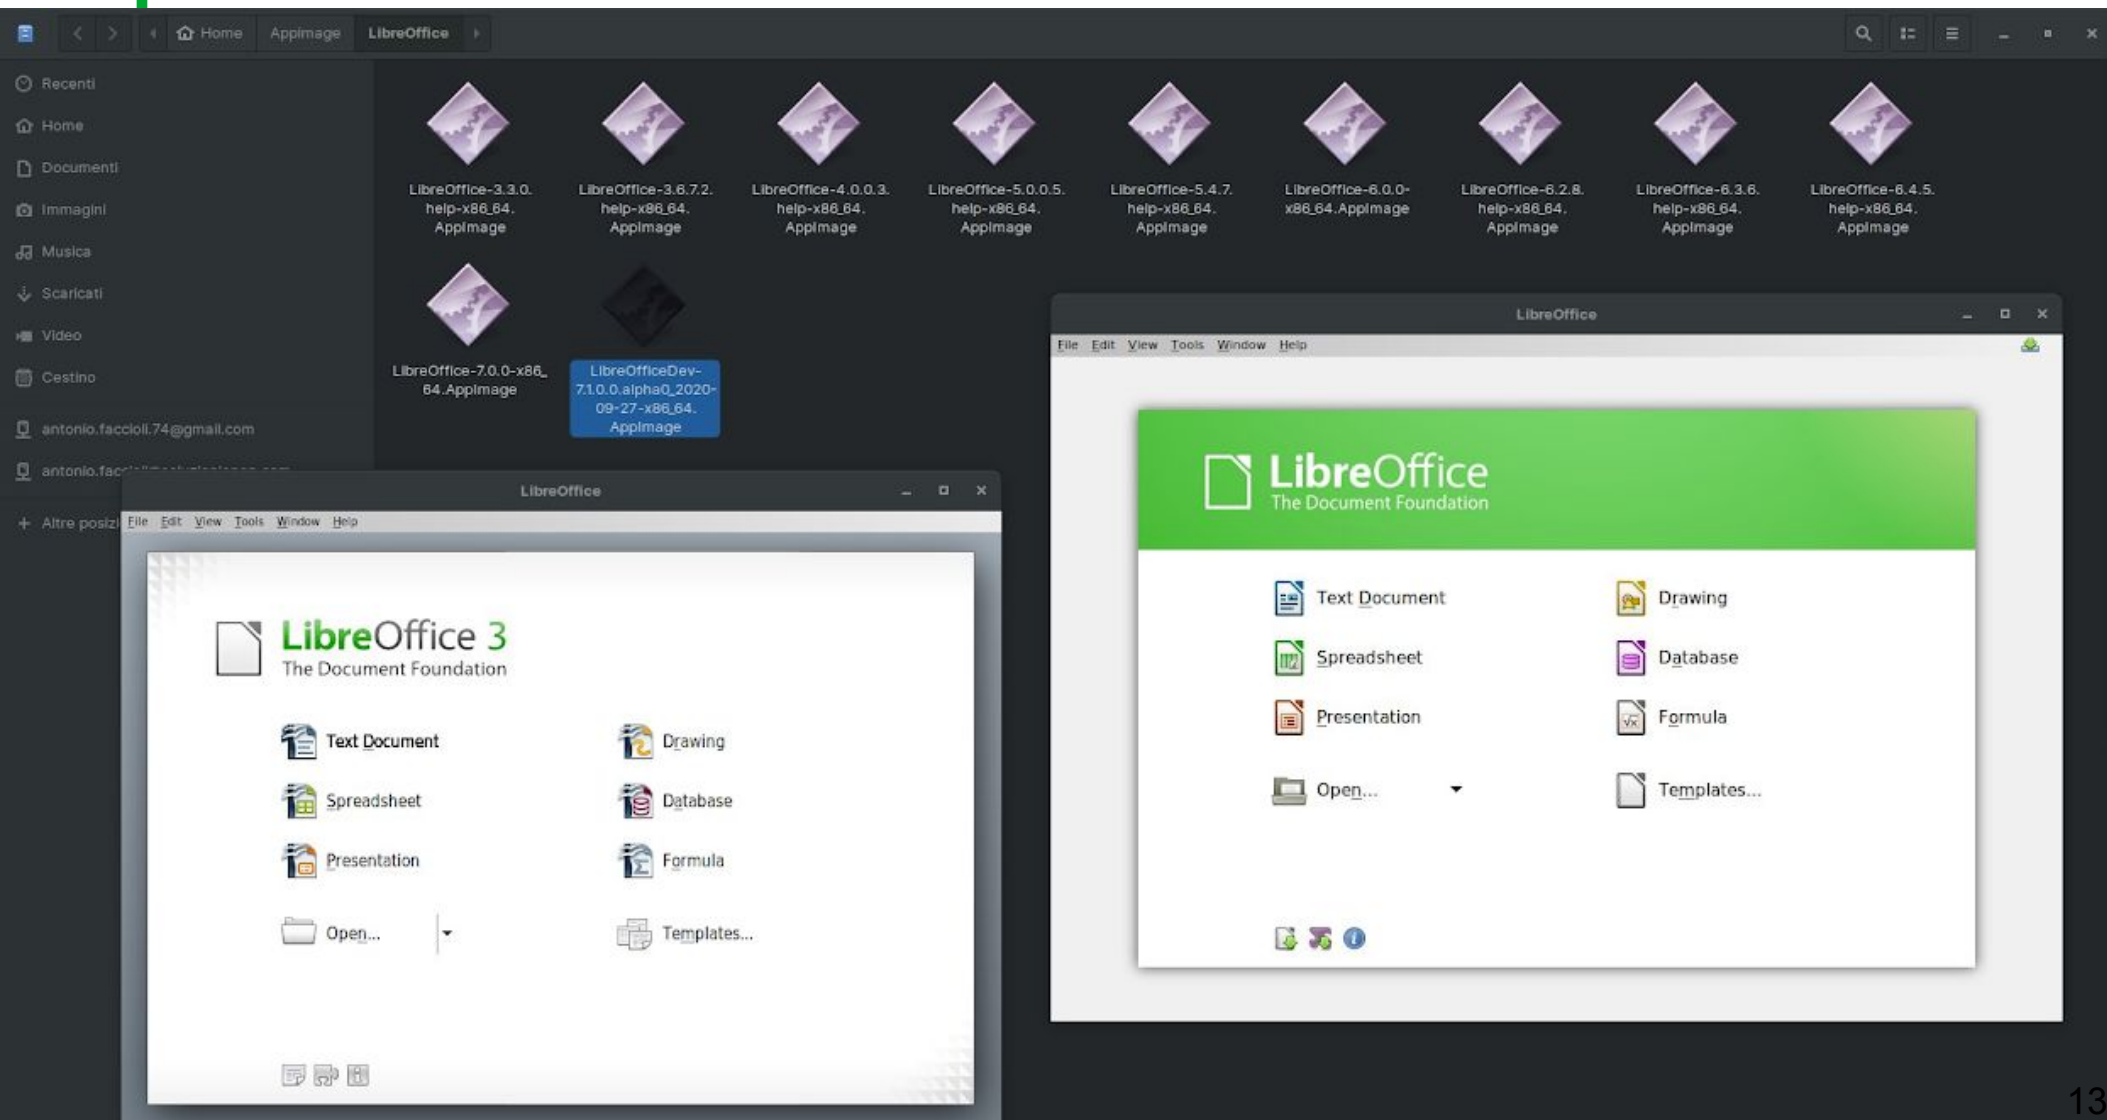 Home AppImage LibreOffice
Recenti
Home
Documenti
Immagini
Musica
Scaricati
Video
Cestino
antonio.faccioli.74@gmail.com
antonio.facc
Altre posizi
LibreOffice-3.3.0.
help-x86_64.
AppImage
LibreOffice-3.6.7.2.
help-x86_64.
AppImage
LibreOffice-4.0.0.3.
help-x86_64.
AppImage
LibreOffice-5.0.0.5.
help-x86_64.
AppImage
LibreOffice-5.4.7.
help-x86_64.
AppImage
LibreOffice-6.0.0-
x86_64.AppImage
LibreOffice-6.2.8.
help-x86_64.
AppImage
LibreOffice-6.3.6.
help-x86_64.
AppImage
LibreOffice-6.4.5.
help-x86_64.
AppImage
LibreOffice-7.0.0-x86_
64.AppImage
LibreOfficeDev-
7.1.0.0.alpha0_2020-
09-27-x86_64.
AppImage
LibreOffice
File Edit View Tools Window Help
LibreOffice 3
The Document Foundation
Text Document
Drawing
Spreadsheet
Database
Presentation
Formula
Open...
Templates...
LibreOffice
File Edit View Tools Window Help
LibreOffice
The Document Foundation
Text Document
Drawing
Spreadsheet
Database
Presentation
Formula
Open...
Templates...
13